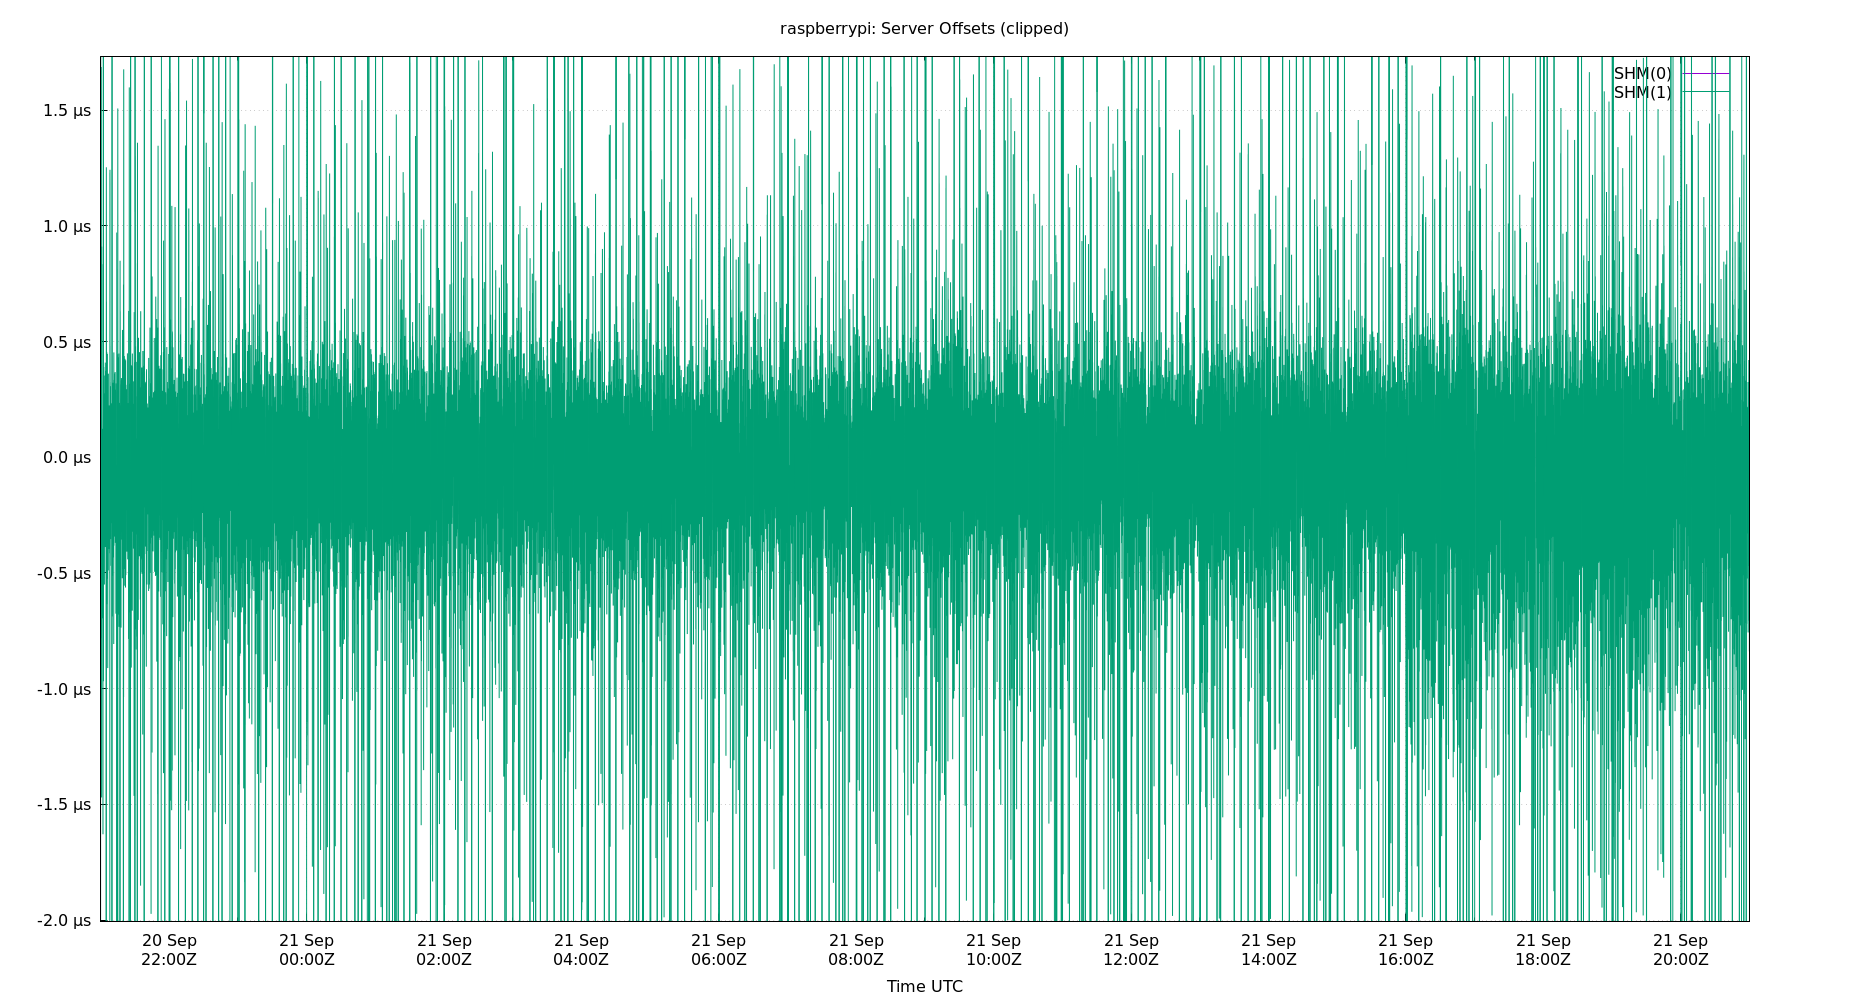 raspberrypi: Server Offsets (clipped)
SHM(0)
SHM(1)
1.5 µs
1.0 µs
0.5 µs
0.0 µs
-0.5 µs
-1.0 µs
-1.5 µs
-2.0 µs
20 Sep 21 Sep 21 Sep 21 Sep 21 Sep 21 Sep 21 Sep 21 Sep 21 Sep 21 Sep 21 Sep 21 Sep
22:00Z 00:00Z 02:00Z 04:00Z 06:00Z 08:00Z 10:00Z 12:00Z 14:00Z 16:00Z 18:00Z 20:00Z
Time UTC